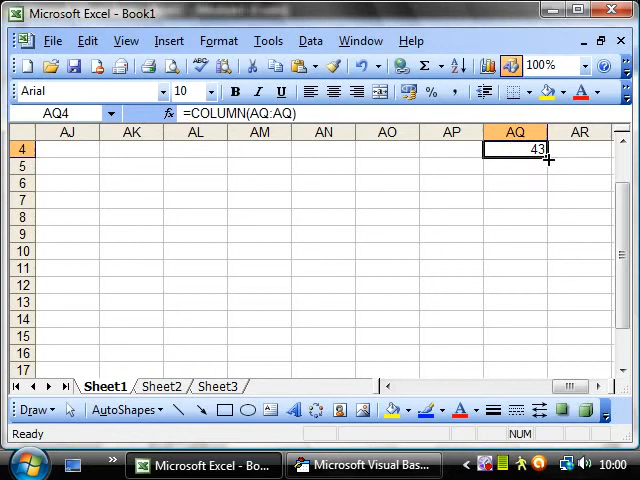 Microsoft Excel - Book1
File Edit View Insert Format Tools Data Window Help
100%
Arial 10 B I U % ,
AQ4 fx =COLUMN(AQ:AQ)
AJ AK AL AM AN AO AP AQ AR
4 43
5
6
7
8
9
10
11
12
13
14
15
16
17
Sheet1 Sheet2 Sheet3
Draw AutoShapes
Ready NUM
Microsoft Excel - Bo... Microsoft Visual Bas... 10:00